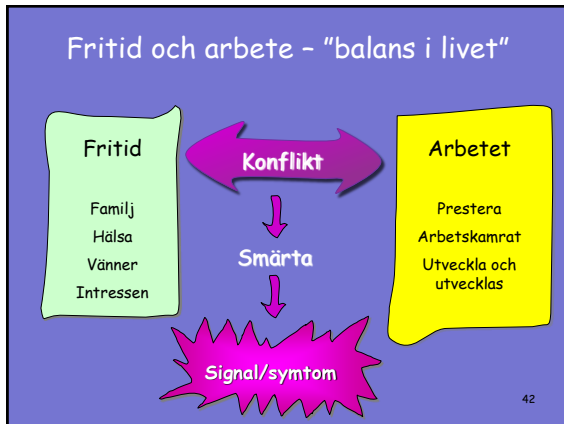 Fritid och arbete – ”balans i livet”
Fritid
Familj
Hälsa
Vänner
Intressen
Konflikt
Smärta
Signal/symtom
Arbetet
Prestera
Arbetskamrat
Utveckla och
utvecklas
42